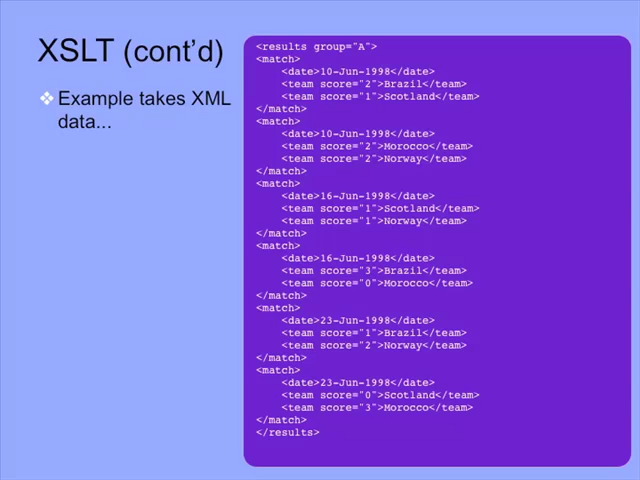 XSLT (cont’d)
❖ Example takes XML
data...
<results group="A">
<match>
    <date>10-Jun-1998</date>
    <team score="2">Brazil</team>
    <team score="1">Scotland</team>
</match>
<match>
    <date>10-Jun-1998</date>
    <team score="2">Morocco</team>
    <team score="2">Norway</team>
</match>
<match>
    <date>16-Jun-1998</date>
    <team score="1">Scotland</team>
    <team score="1">Norway</team>
</match>
<match>
    <date>16-Jun-1998</date>
    <team score="3">Brazil</team>
    <team score="0">Morocco</team>
</match>
<match>
    <date>23-Jun-1998</date>
    <team score="1">Brazil</team>
    <team score="2">Norway</team>
</match>
<match>
    <date>23-Jun-1998</date>
    <team score="0">Scotland</team>
    <team score="3">Morocco</team>
</match>
</results>